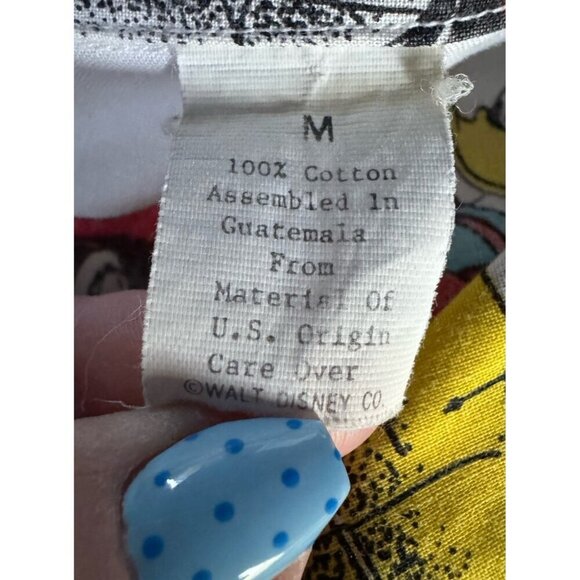 M
100% Cotton
Assembled In
Guatemala
From
Material Of
U.S. Origin
Care Over
©WALT DISNEY CO.